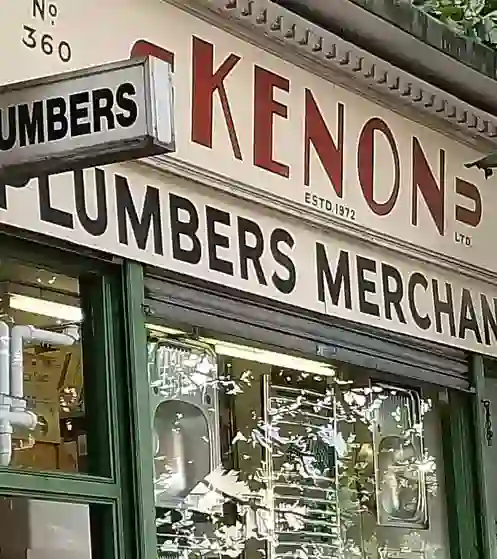 No.
360
UMBERS
KENON
ESTD.1972
LTD.
PLUMBERS MERCHAN